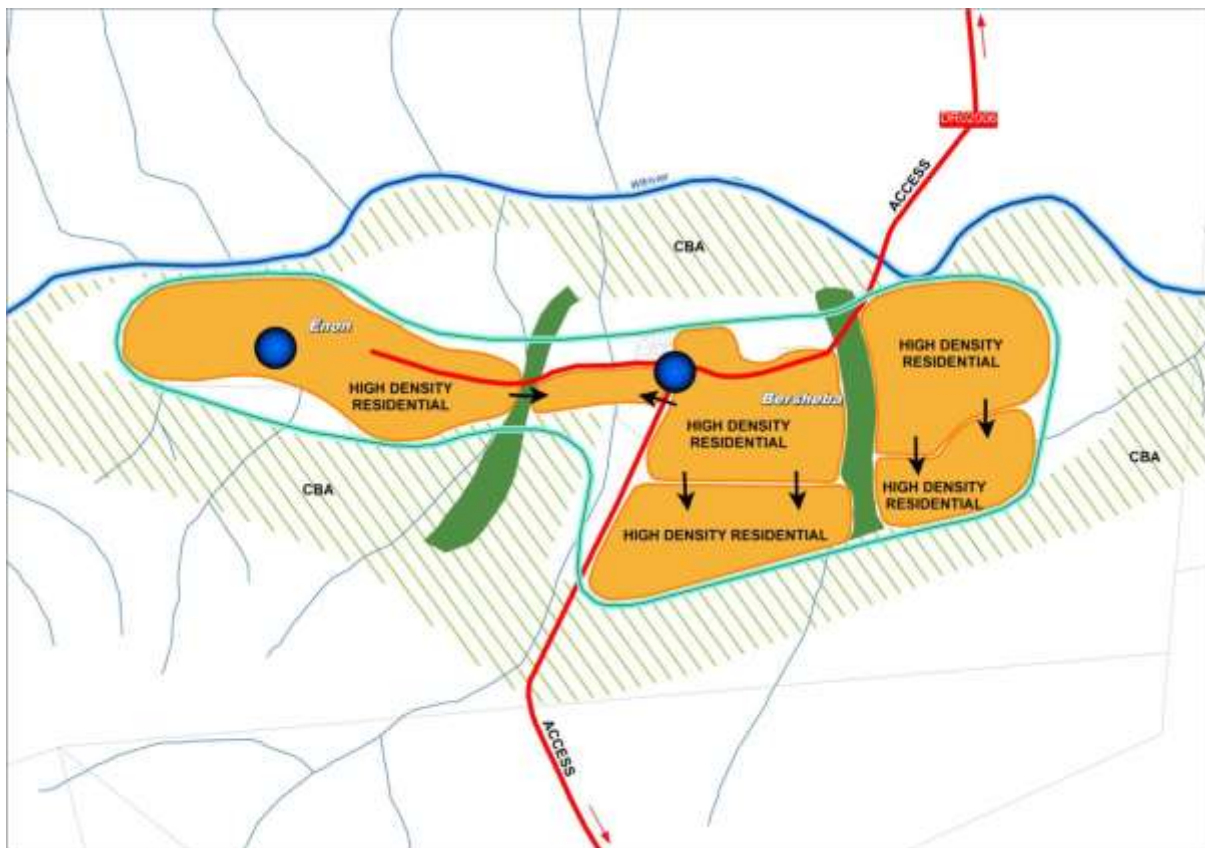 DR02006
ACCESS
CBA
Enon
HIGH DENSITY
RESIDENTIAL
HIGH DENSITY
RESIDENTIAL
Bersheba
HIGH DENSITY
RESIDENTIAL
CBA
CBA
HIGH DENSITY
RESIDENTIAL
HIGH DENSITY RESIDENTIAL
ACCESS